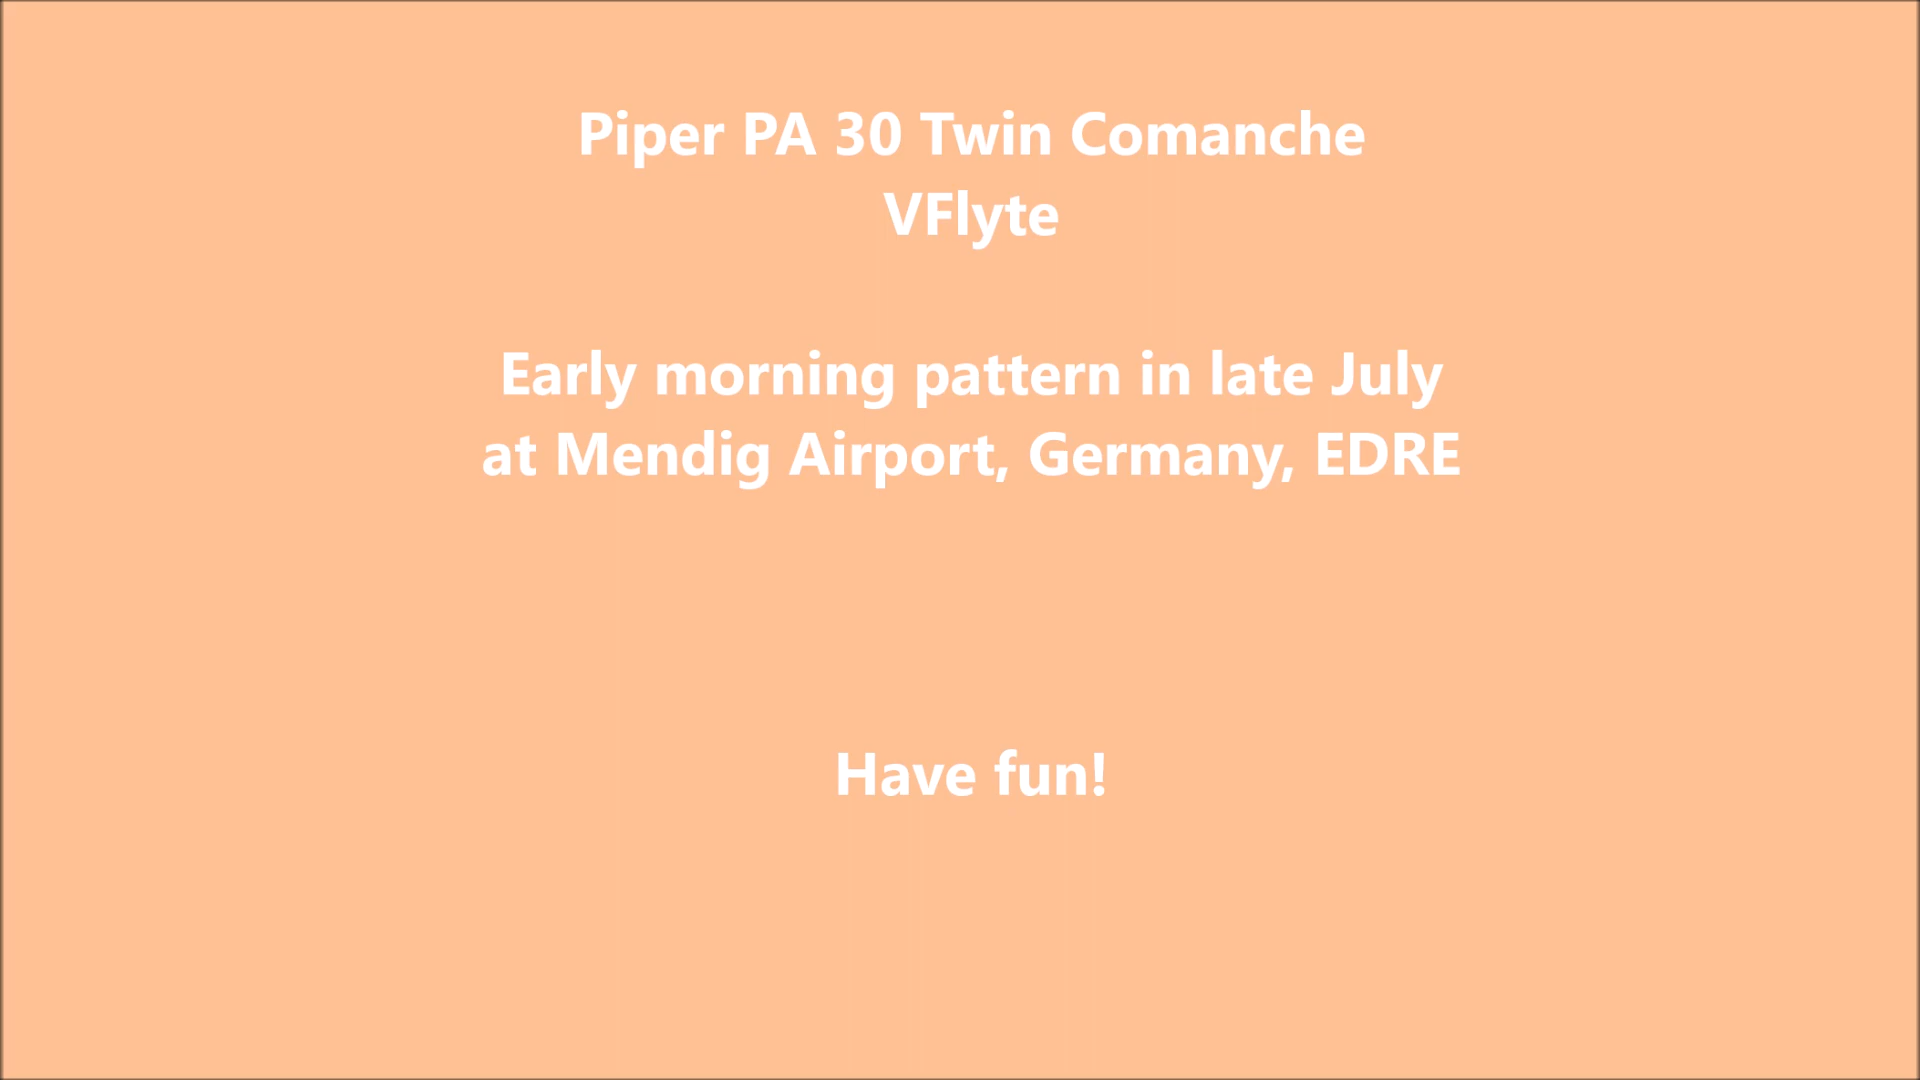 Piper PA 30 Twin Comanche
VFlyte
Early morning pattern in late July
at Mendig Airport, Germany, EDRE
Have fun!